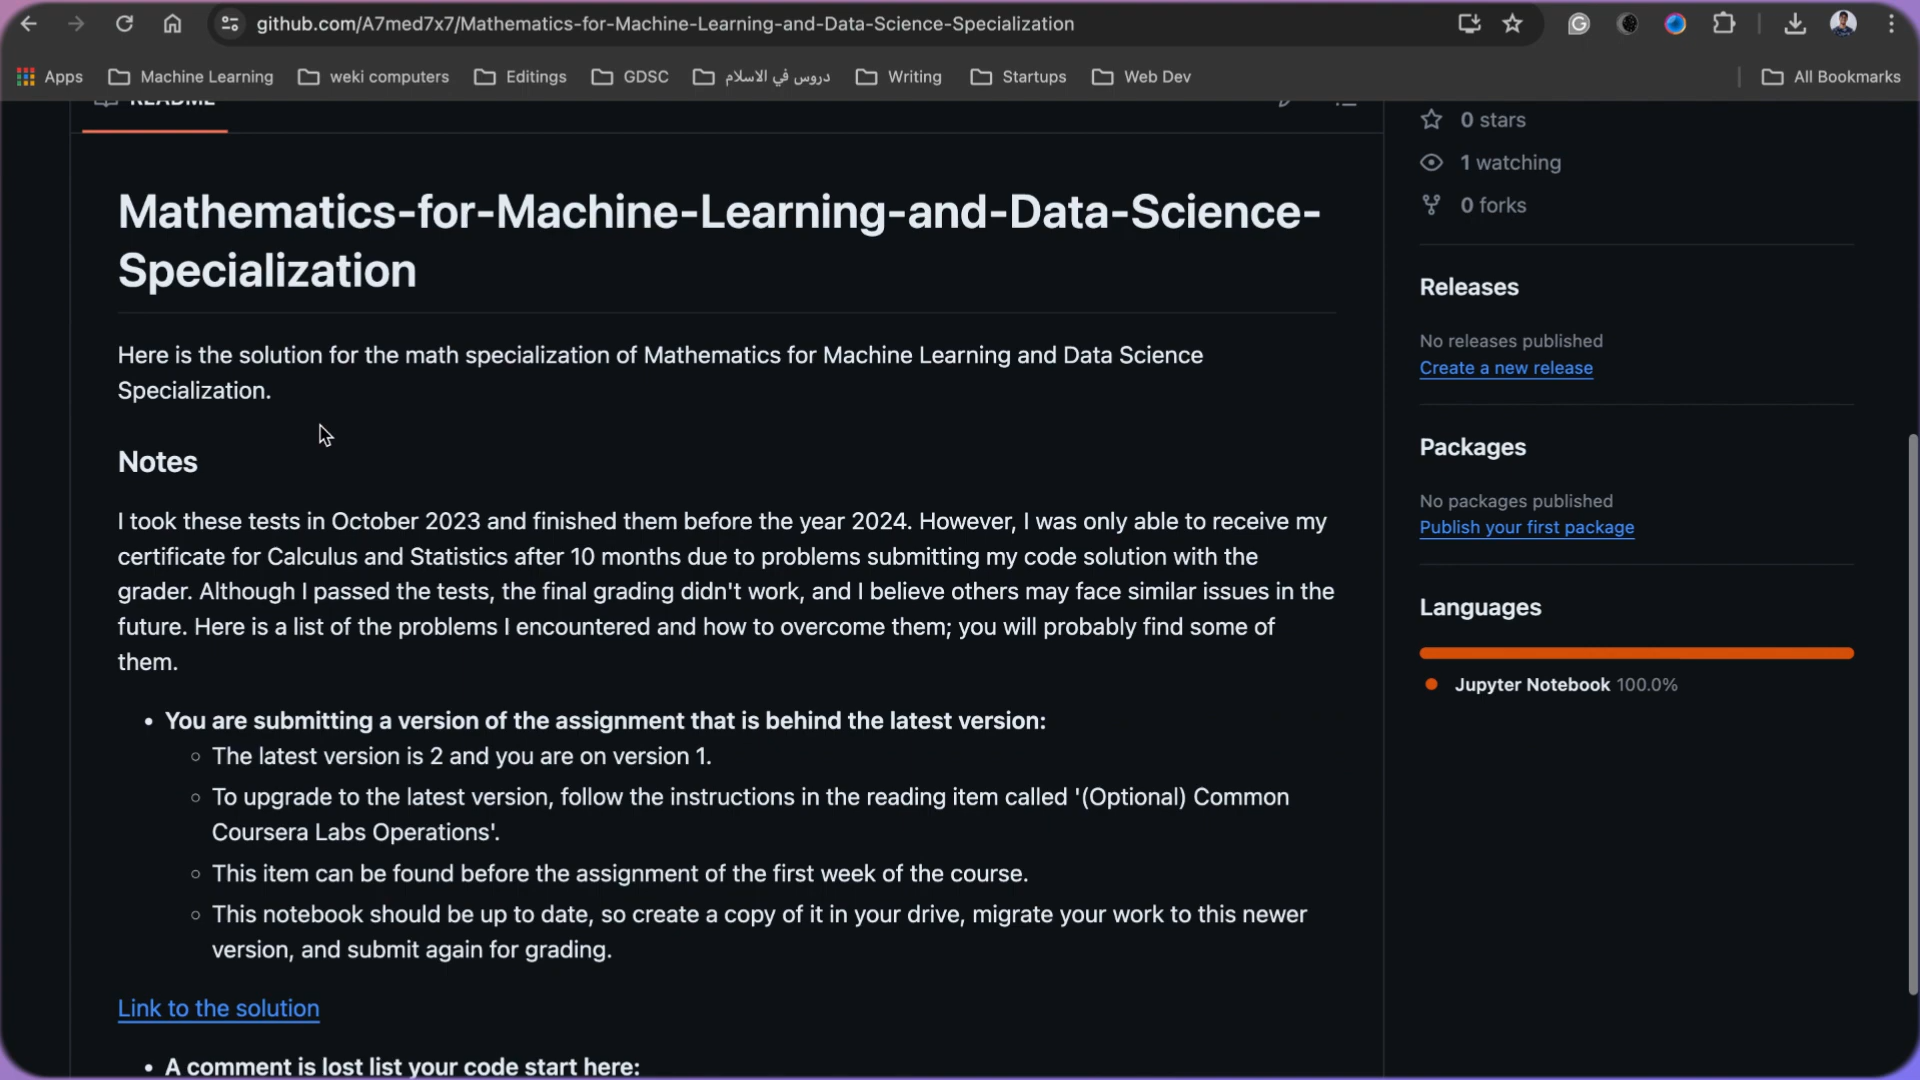 github.com/A7med7x7/Mathematics-for-Machine-Learning-and-Data-Science-Specialization
Apps
Machine Learning
weki computers
Editings
GDSC
دروس في الاسلام
Writing
Startups
Web Dev
All Bookmarks
README
0 stars
1 watching
0 forks
Mathematics-for-Machine-Learning-and-Data-Science-
Specialization
Here is the solution for the math specialization of Mathematics for Machine Learning and Data Science
Specialization.
Notes
I took these tests in October 2023 and finished them before the year 2024. However, I was only able to receive my
certificate for Calculus and Statistics after 10 months due to problems submitting my code solution with the
grader. Although I passed the tests, the final grading didn't work, and I believe others may face similar issues in the
future. Here is a list of the problems I encountered and how to overcome them; you will probably find some of
them.
• You are submitting a version of the assignment that is behind the latest version:
◦ The latest version is 2 and you are on version 1.
◦ To upgrade to the latest version, follow the instructions in the reading item called '(Optional) Common
Coursera Labs Operations'.
◦ This item can be found before the assignment of the first week of the course.
◦ This notebook should be up to date, so create a copy of it in your drive, migrate your work to this newer
version, and submit again for grading.
Link to the solution
• A comment is lost list your code start here:
Releases
No releases published
Create a new release
Packages
No packages published
Publish your first package
Languages
Jupyter Notebook 100.0%